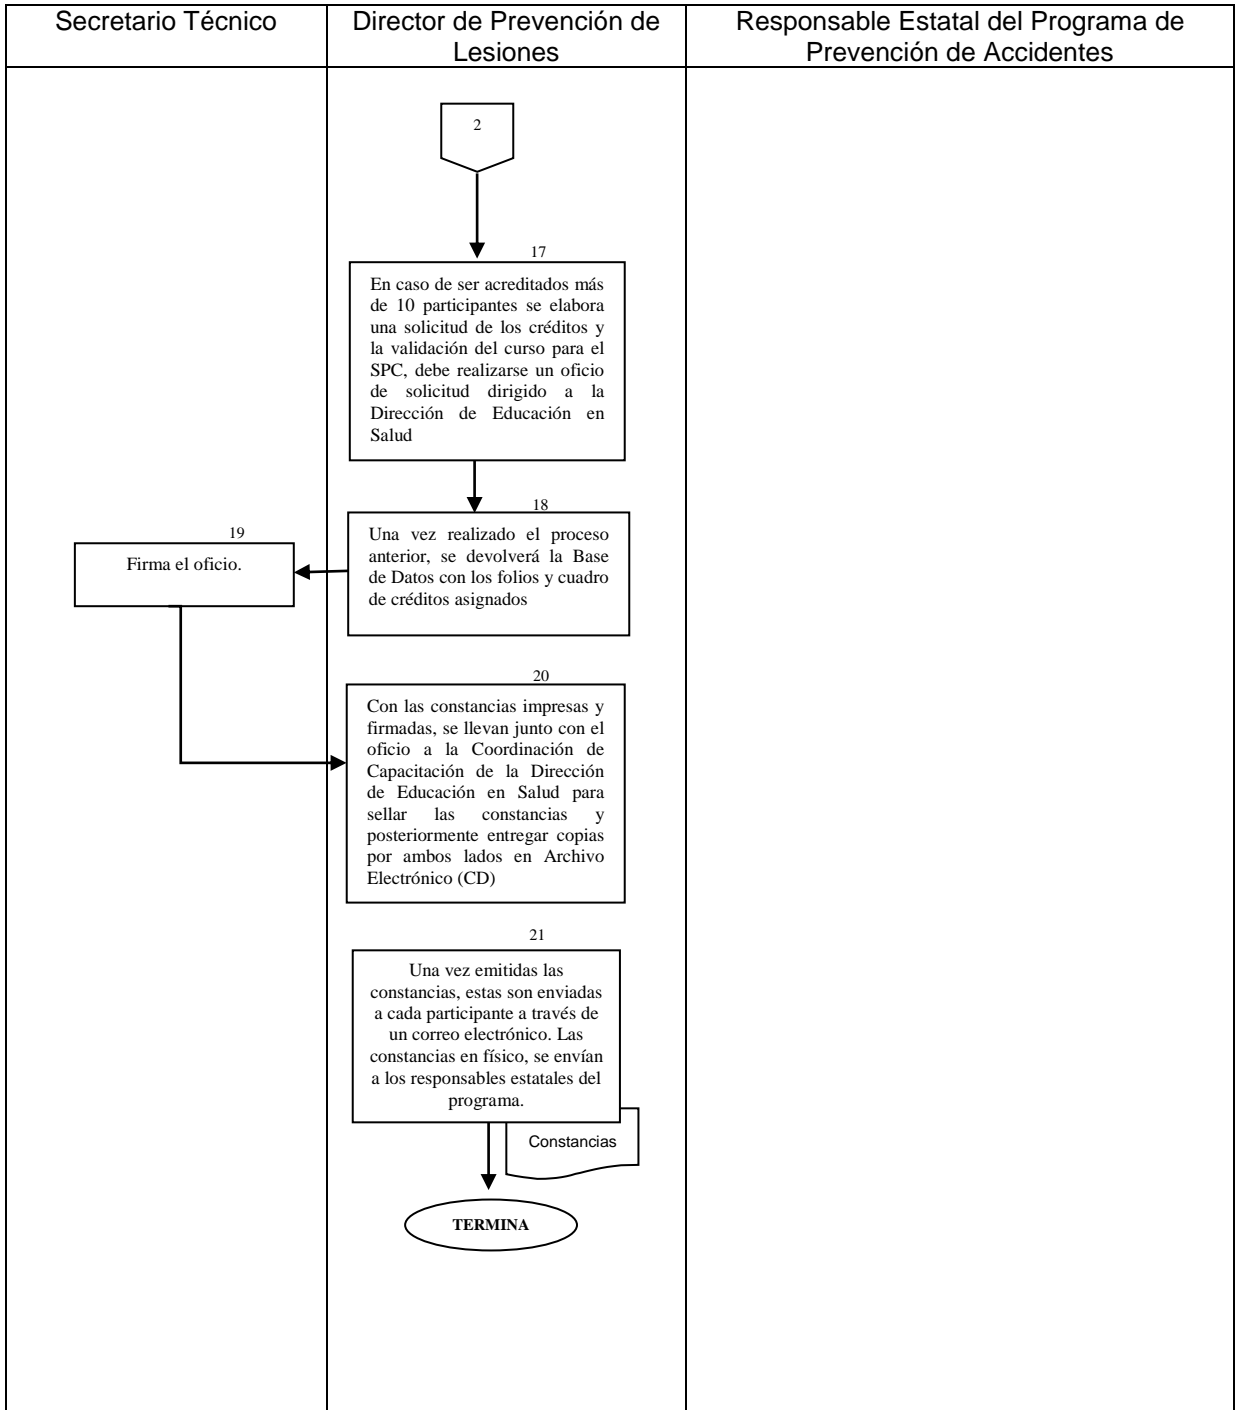 Secretario Técnico
Director de Prevención de
Lesiones
Responsable Estatal del Programa de
Prevención de Accidentes
2
17
En caso de ser acreditados más
de 10 participantes se elabora
una solicitud de los créditos y
la validación del curso para el
SPC, debe realizarse un oficio
de solicitud dirigido a la
Dirección de Educación en
Salud
18
Una vez realizado el proceso
anterior, se devolverá la Base
de Datos con los folios y cuadro
de créditos asignados
19
Firma el oficio.
20
Con las constancias impresas y
firmadas, se llevan junto con el
oficio a la Coordinación de
Capacitación de la Dirección
de Educación en Salud para
sellar las constancias y
posteriormente entregar copias
por ambos lados en Archivo
Electrónico (CD)
21
Una vez emitidas las
constancias, estas son enviadas
a cada participante a través de
un correo electrónico. Las
constancias en físico, se envían
a los responsables estatales del
programa.
Constancias
TERMINA